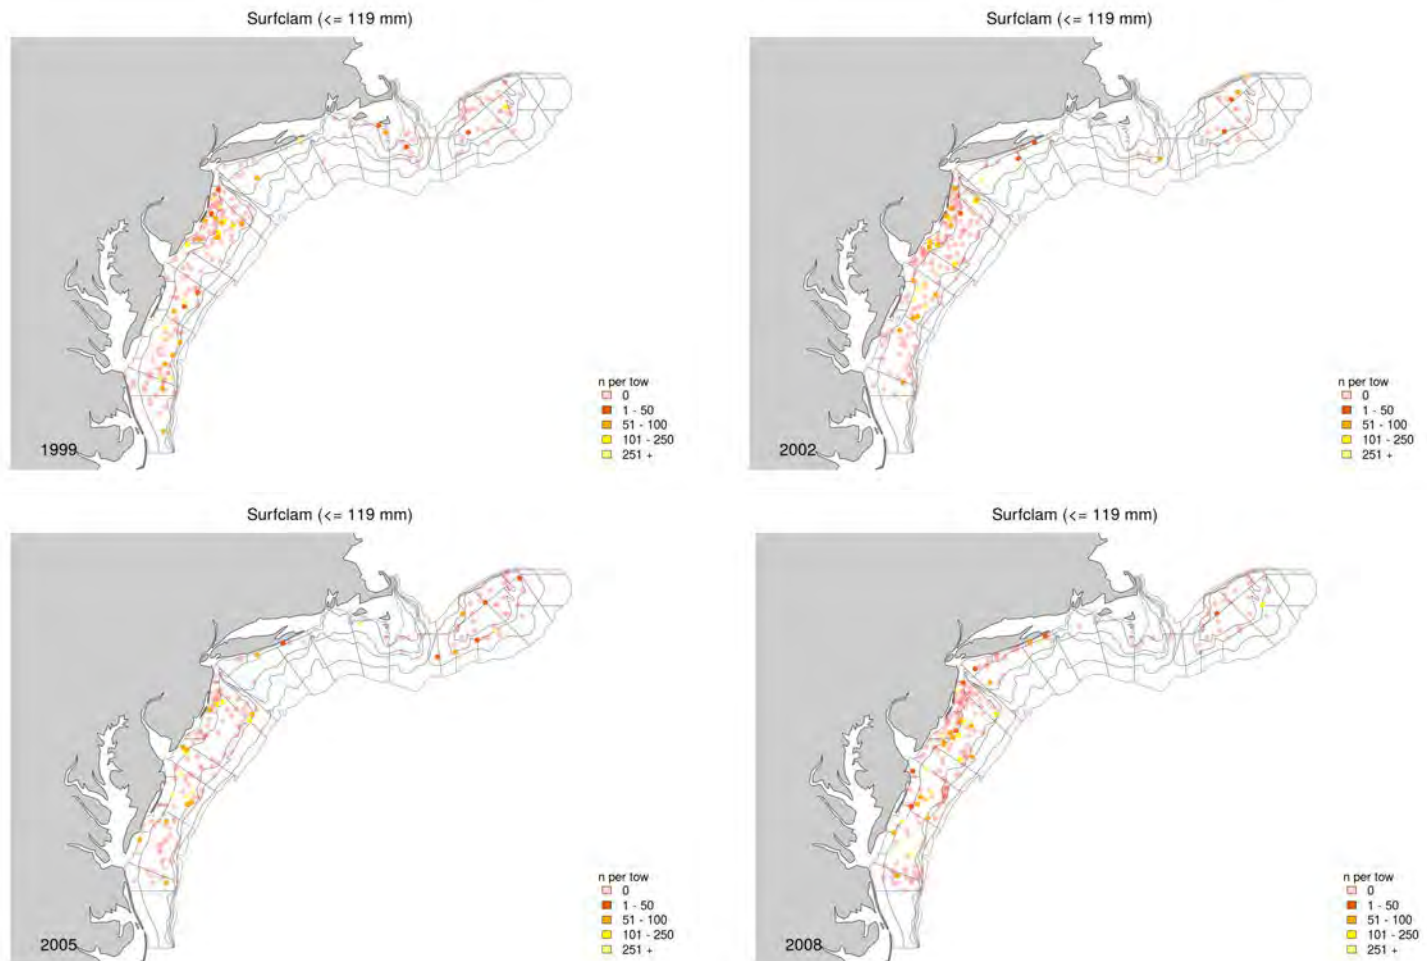 Surfclam (<= 119 mm)
n per tow
0
1 - 50
51 - 100
101 - 250
251 +
1999
Surfclam (<= 119 mm)
n per tow
0
1 - 50
51 - 100
101 - 250
251 +
2002
Surfclam (<= 119 mm)
n per tow
0
1 - 50
51 - 100
101 - 250
251 +
2005
Surfclam (<= 119 mm)
n per tow
0
1 - 50
51 - 100
101 - 250
251 +
2008